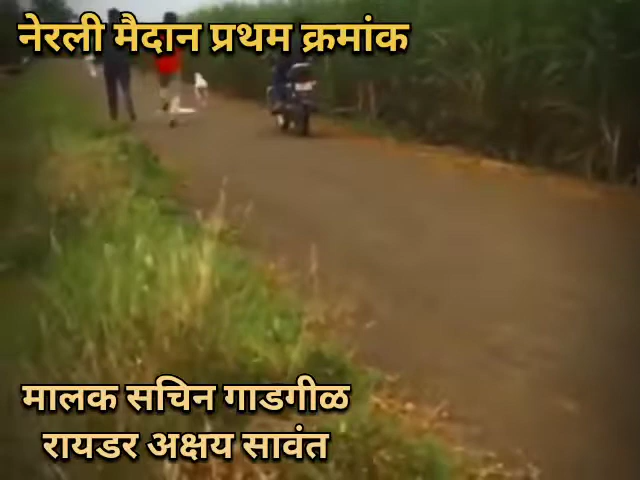 नेरली मैदान प्रथम क्रमांक
मालक सचिन गाडगीळ
रायडर अक्षय सावंत